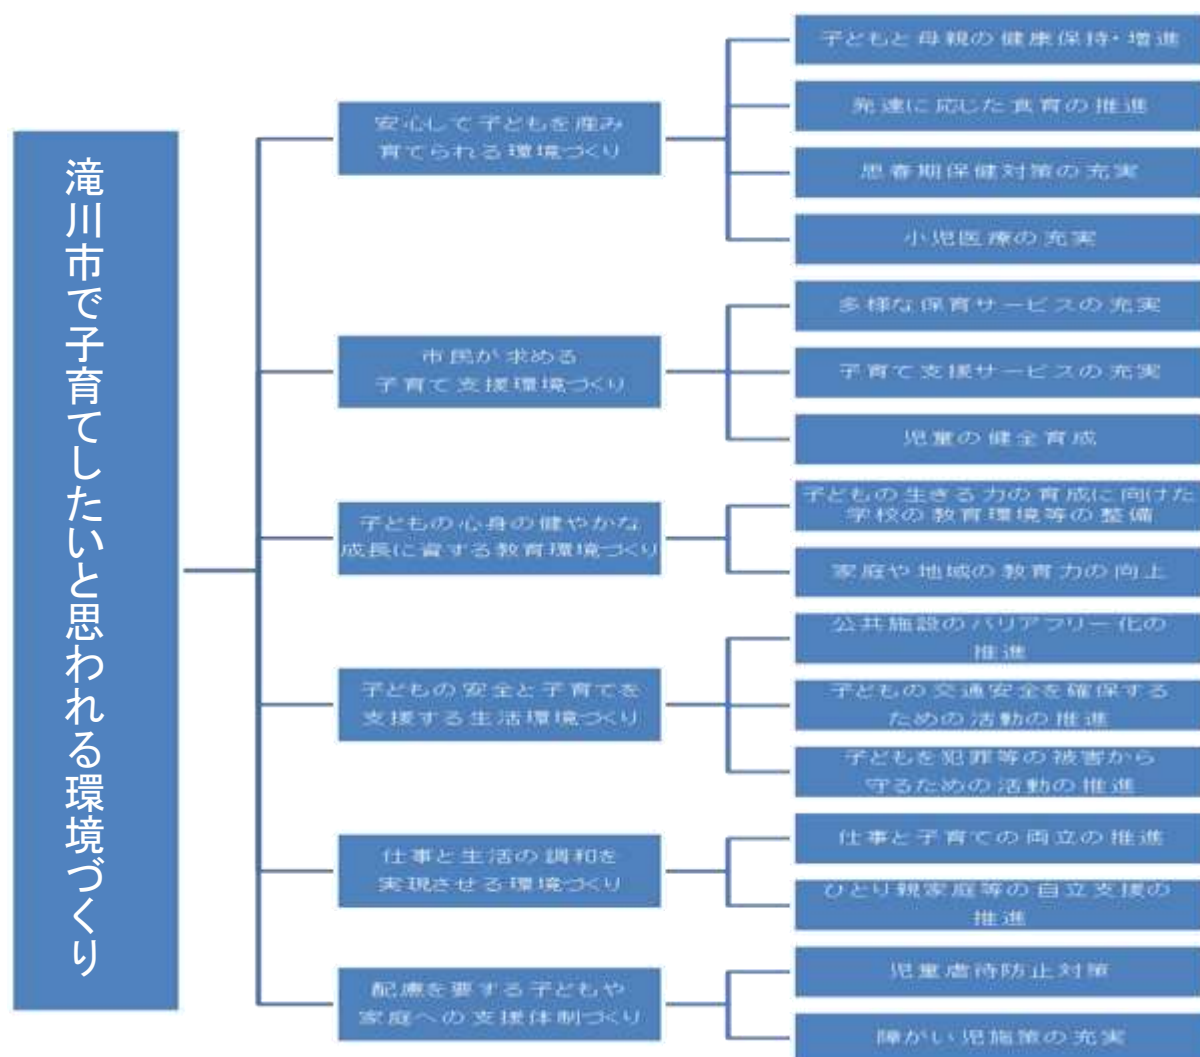 滝川市で子育てしたいと思われる環境づくり
安心して子どもを産み
育てられる環境づくり
子どもと母親の健康保持・増進
発達に応じた食育の推進
思春期保健対策の充実
小児医療の充実
市民が求める
子育て支援環境づくり
多様な保育サービスの充実
子育て支援サービスの充実
児童の健全育成
子どもの心身の健やかな
成長に資する教育環境づくり
子どもの生きる力の育成に向けた
学校の教育環境等の整備
家庭や地域の教育力の向上
子どもの安全と子育てを
支援する生活環境づくり
公共施設のバリアフリー化の
推進
子どもの交通安全を確保する
ための活動の推進
子どもを犯罪等の被害から
守るための活動の推進
仕事と生活の調和を
実現させる環境づくり
仕事と子育ての両立の推進
ひとり親家庭等の自立支援の
推進
配慮を要する子どもや
家庭への支援体制づくり
児童虐待防止対策
障がい児施策の充実